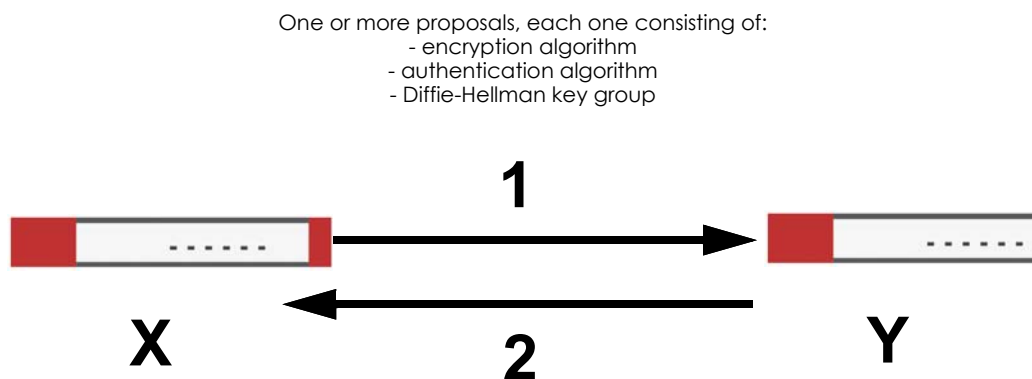 One or more proposals, each one consisting of:
- encryption algorithm
- authentication algorithm
- Diffie-Hellman key group
1
X
Y
2